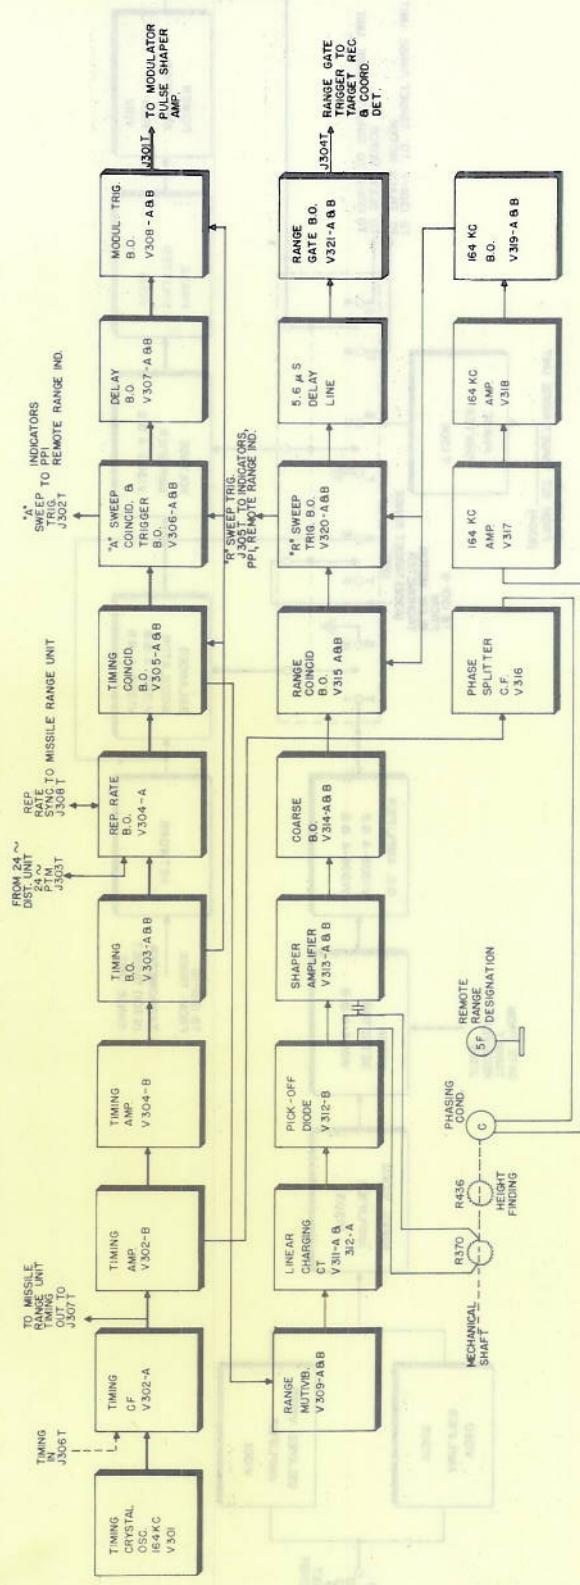 TIMING
CRYSTAL
OSC.
164KC
V301
TIMING
IN
J306T
TIMING
CF
V302-A
TO MISSILE
RANGE UNIT
TIMING
OUT TO
J307T
TIMING
AMP.
V302-B
TIMING
AMP.
V304-B
TIMING
B.O.
V303-A&B
FROM 24~
DIST. UNIT
24~
PTM
J303T
REP. RATE
B.O.
V304-A
REP.
RATE
SYNC TO MISSILE RANGE UNIT
J308T
TIMING
COINCID.
B.O.
V305-A&B
"A" SWEEP
COINCID. &
TRIGGER
B.O.
V306-A&B
"A" INDICATORS
SWEEP TO PPI
TRIG. REMOTE RANGE IND.
J302T
DELAY
B.O.
V307-A&B
MODUL TRIG.
B.O.
V308-A&B
J301T
TO MODULATOR
PULSE SHAPER
AMP.
RANGE
MUTIVIB.
V309-A&B
LINEAR
CHARGING
CT
V311-A &
312-A
PICK-OFF
DIODE
V312-B
SHAPER
AMPLIFIER
V313-A&B
COARSE
B.O.
V314-A&B
RANGE
COINCID
B.O.
V315 A&B
"R" SWEEP
TRIG. B.O.
V320-A&B
"R" SWEEP TRIG.
J305T TO INDICATORS,
PPI, REMOTE RANGE IND.
5.6 μS
DELAY
LINE
RANGE
GATE B.O.
V321-A&B
J304T
RANGE GATE
TRIGGER TO
TARGET REC.
& COORD.
DET.
MECHANICAL
SHAFT
R370
R436
HEIGHT
FINDING
PHASING
COND.
C
5F
REMOTE
RANGE
DESIGNATION
PHASE
SPLITTER
C.F.
V316
164 KC
AMP.
V317
164 KC
AMP.
V318
164 KC
B.O.
V319-A&B